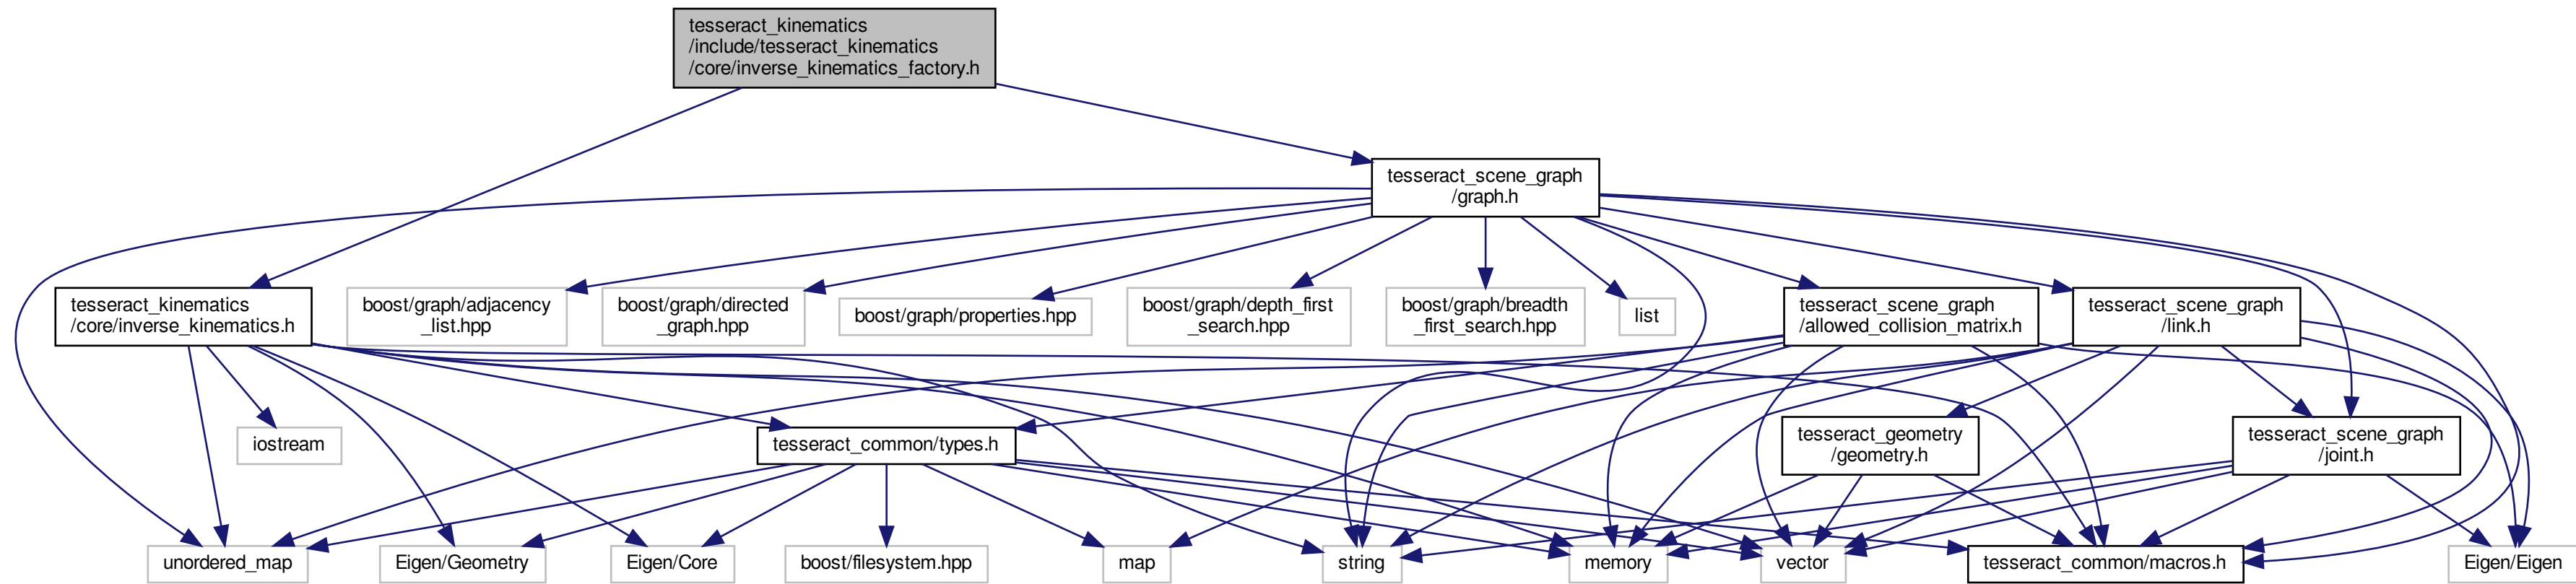 tesseract_kinematics
/include/tesseract_kinematics
/core/inverse_kinematics_factory.h
tesseract_scene_graph
/graph.h
tesseract_kinematics
/core/inverse_kinematics.h
boost/graph/adjacency
_list.hpp
boost/graph/directed
_graph.hpp
boost/graph/properties.hpp
boost/graph/depth_first
_search.hpp
boost/graph/breadth
_first_search.hpp
list
tesseract_scene_graph
/allowed_collision_matrix.h
tesseract_scene_graph
/link.h
iostream
tesseract_common/types.h
tesseract_geometry
/geometry.h
tesseract_scene_graph
/joint.h
unordered_map
Eigen/Geometry
Eigen/Core
boost/filesystem.hpp
map
string
memory
vector
tesseract_common/macros.h
Eigen/Eigen